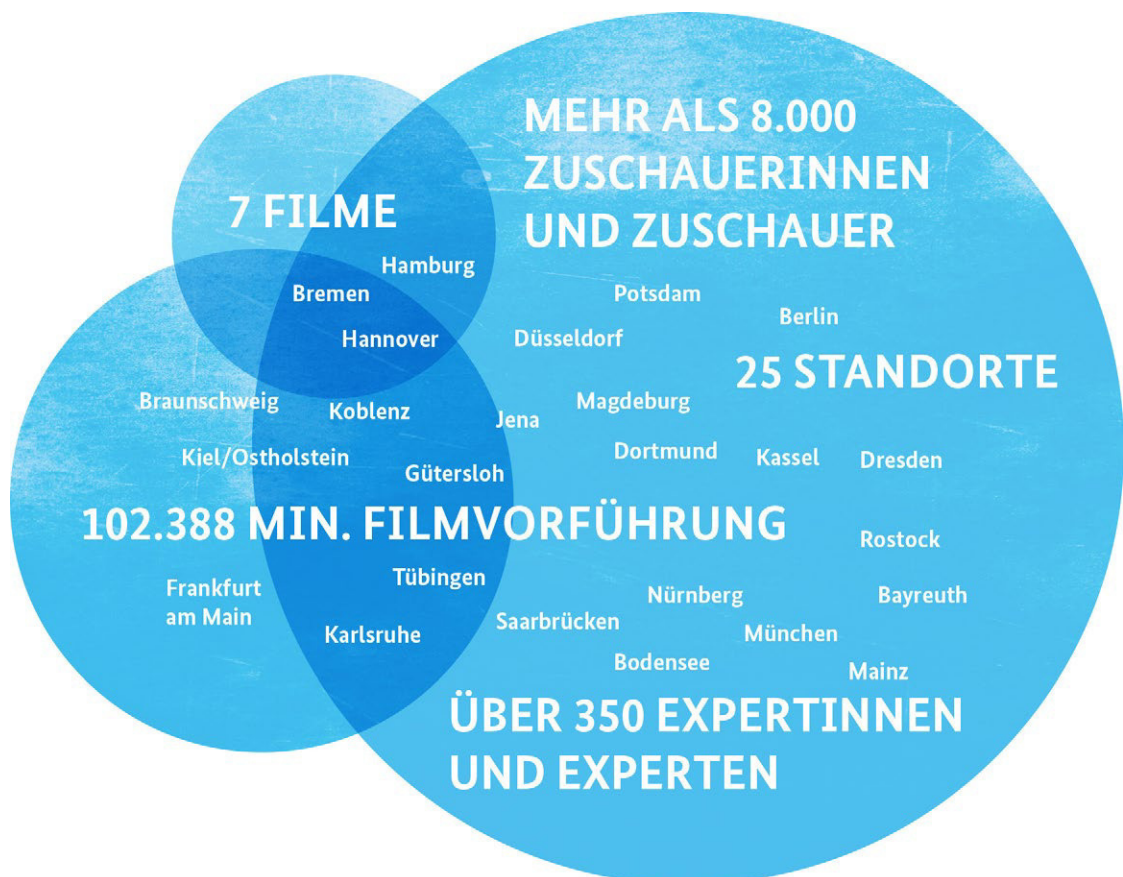 MEHR ALS 8.000
ZUSCHAUERINNEN
UND ZUSCHAUER
7 FILME
Hamburg
Bremen
Potsdam
Berlin
Hannover
Düsseldorf
25 STANDORTE
Braunschweig
Koblenz
Jena
Magdeburg
Kiel/Ostholstein
Gütersloh
Dortmund
Kassel
Dresden
102.388 MIN. FILMVORFÜHRUNG
Rostock
Frankfurt
am Main
Tübingen
Nürnberg
Bayreuth
Karlsruhe
Saarbrücken
München
Bodensee
Mainz
ÜBER 350 EXPERTINNEN
UND EXPERTEN